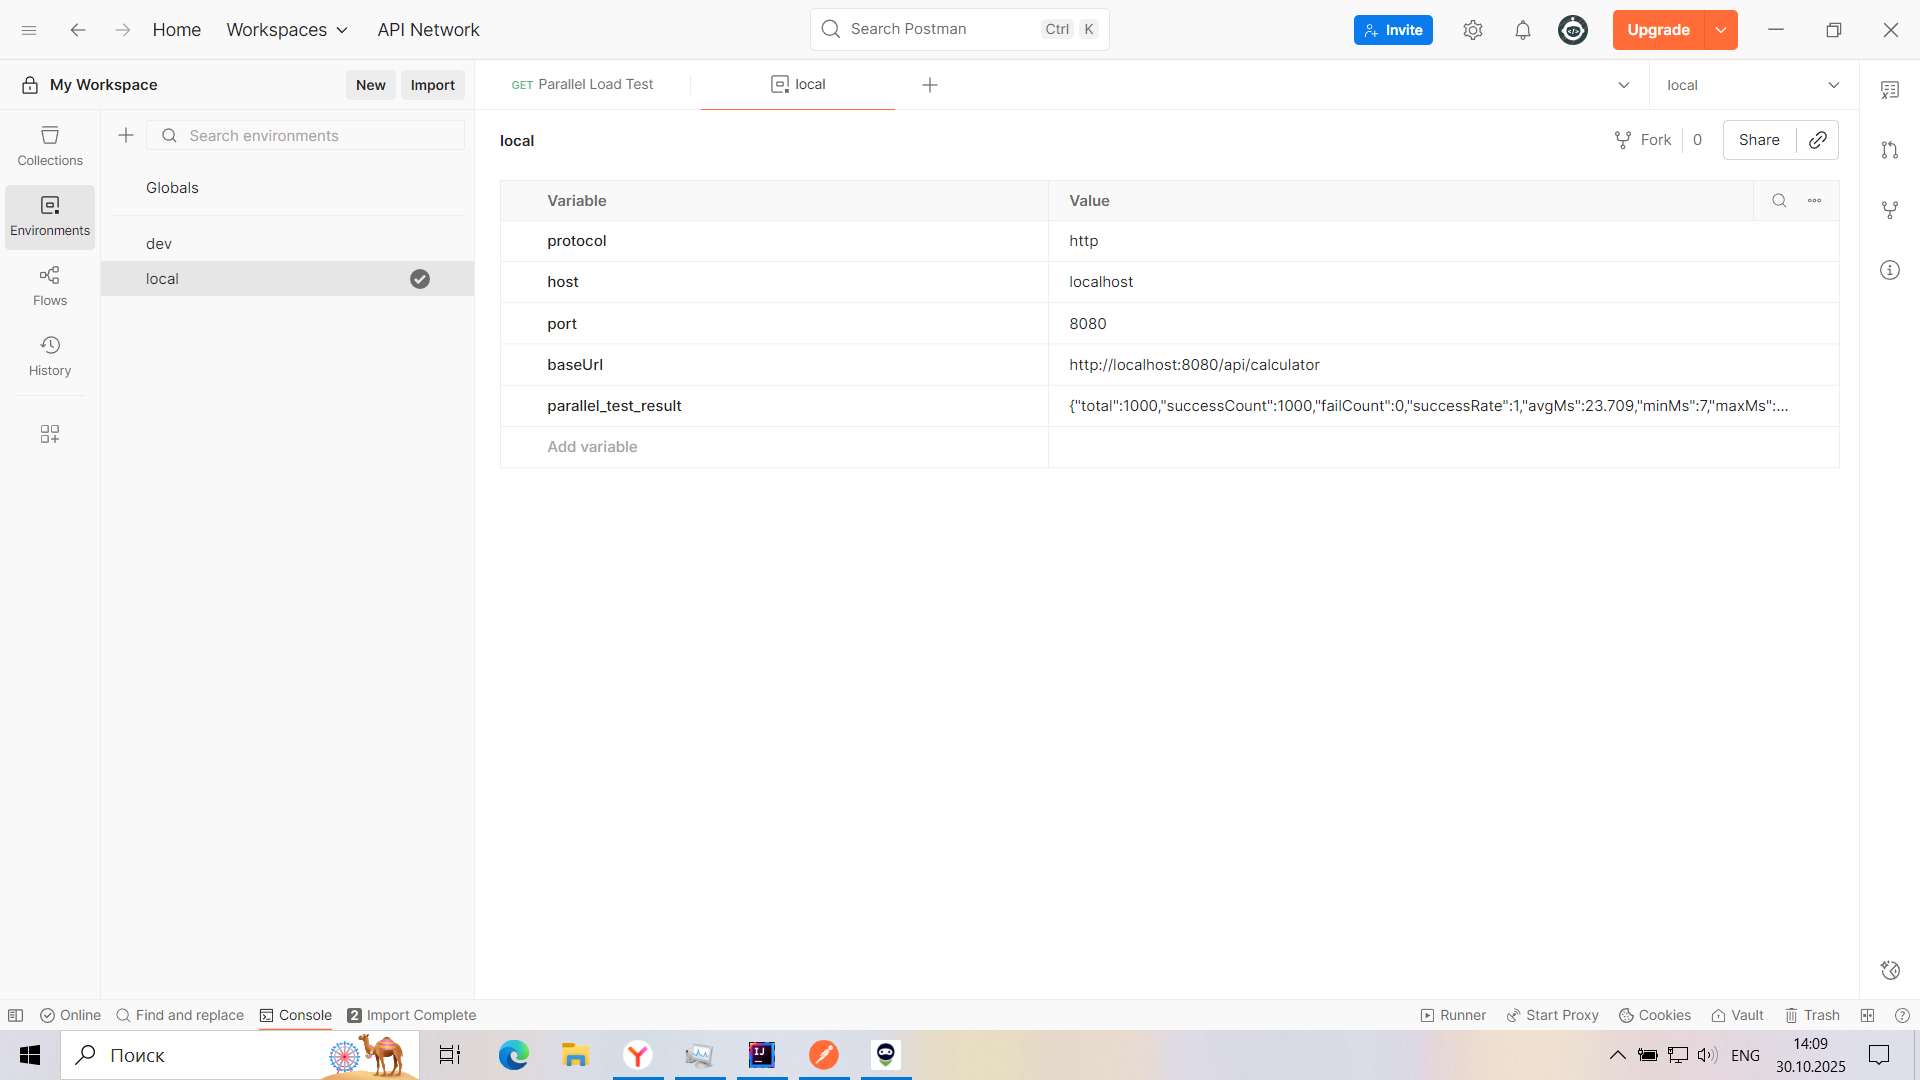 Home
Workspaces
API Network
Search Postman
Ctrl
K
Invite
Upgrade
My Workspace
New
Import
GET Parallel Load Test
local
local
Collections
Environments
Flows
History
Search environments
Globals
dev
local
local
Fork
0
Share
Variable
Value
protocol
http
host
localhost
port
8080
baseUrl
http://localhost:8080/api/calculator
parallel_test_result
{"total":1000,"successCount":1000,"failCount":0,"successRate":1,"avgMs":23.709,"minMs":7,"maxMs":...
Add variable
Online
Find and replace
Console
2 Import Complete
Runner
Start Proxy
Cookies
Vault
Trash
Поиск
ENG
14:09
30.10.2025